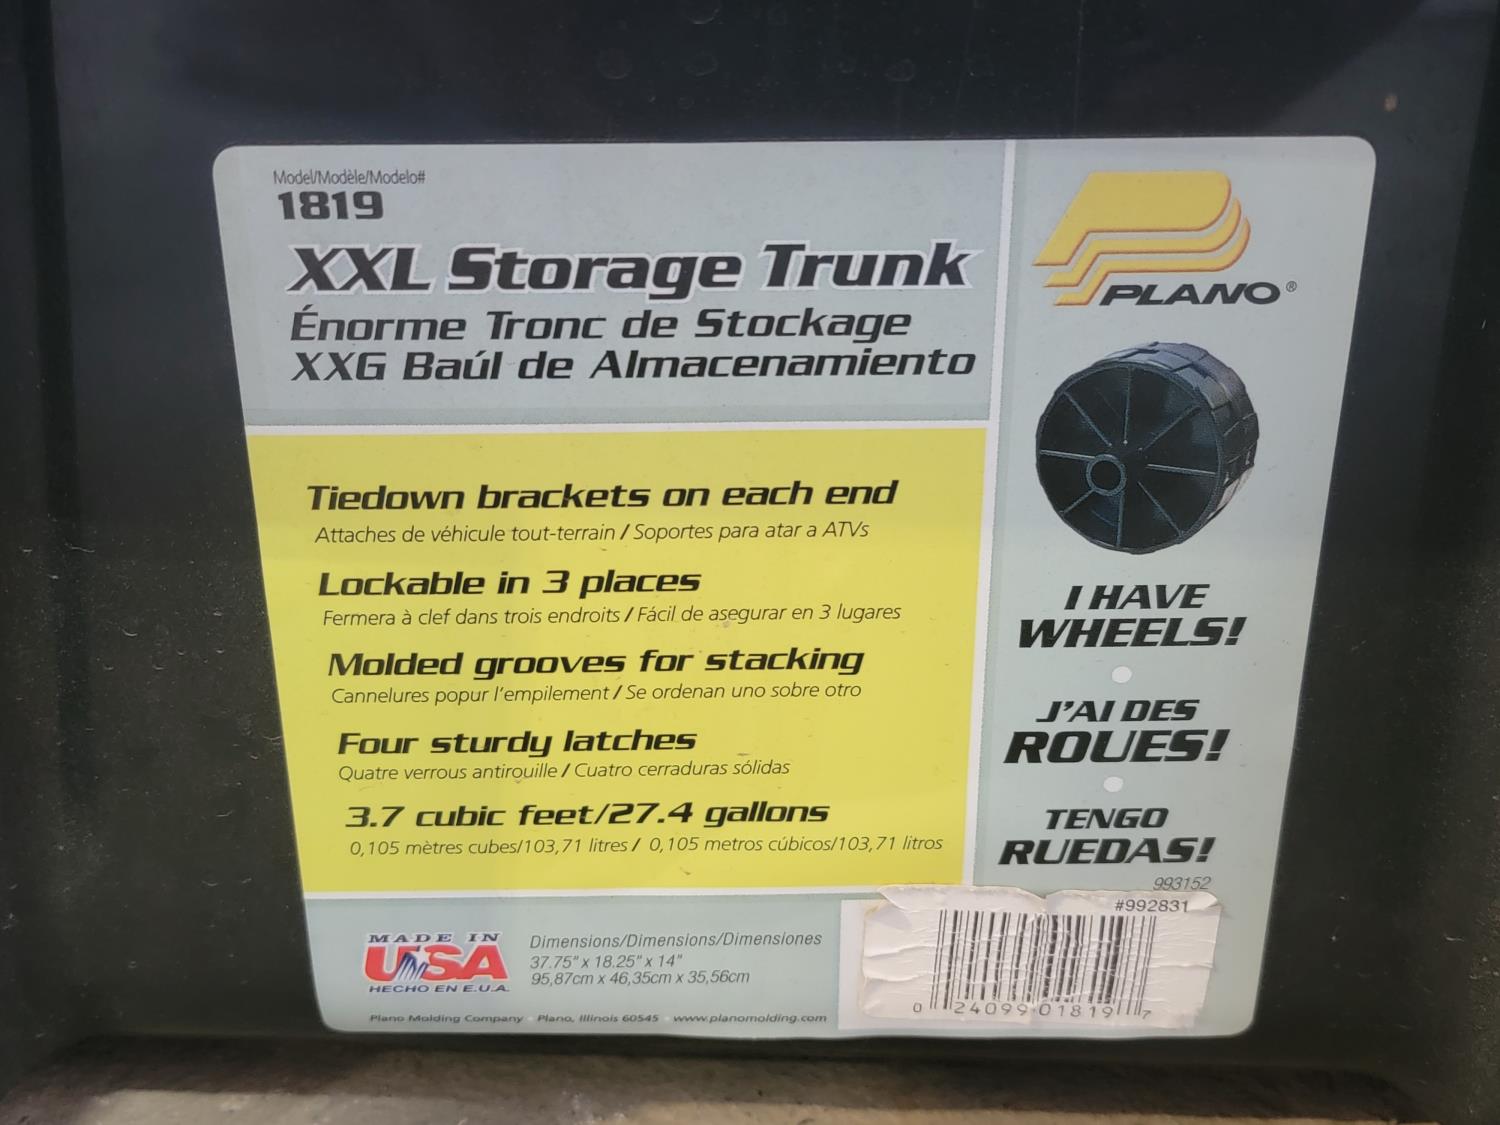 Model/Modèle/Modelo#
1819
XXL Storage Trunk
Énorme Tronc de Stockage
XXG Baúl de Almacenamiento
Tiedown brackets on each end
Attaches de véhicule tout-terrain / Soportes para atar a ATVs
Lockable in 3 places
Fermera à clef dans trois endroits / Fácil de asegurar en 3 lugares
Molded grooves for stacking
Cannelures popur l'empilement / Se ordenan uno sobre otro
Four sturdy latches
Quatre verrous antirouille / Cuatro cerraduras sólidas
3.7 cubic feet/27.4 gallons
0,105 mètres cubes/103,71 litres / 0,105 metros cúbicos/103,71 litros
MADE IN
USA
HECHO EN E.U.A.
Dimensions/Dimensions/Dimensiones
37.75" x 18.25" x 14"
95,87cm x 46,35cm x 35,56cm
Plano Molding Company Plano, Illinois 60545 www.planomolding.com
PLANO®
I HAVE
WHEELS!
J'AI DES
ROUES!
TENGO
RUEDAS!
993152
#992831
0 24099 01819 7